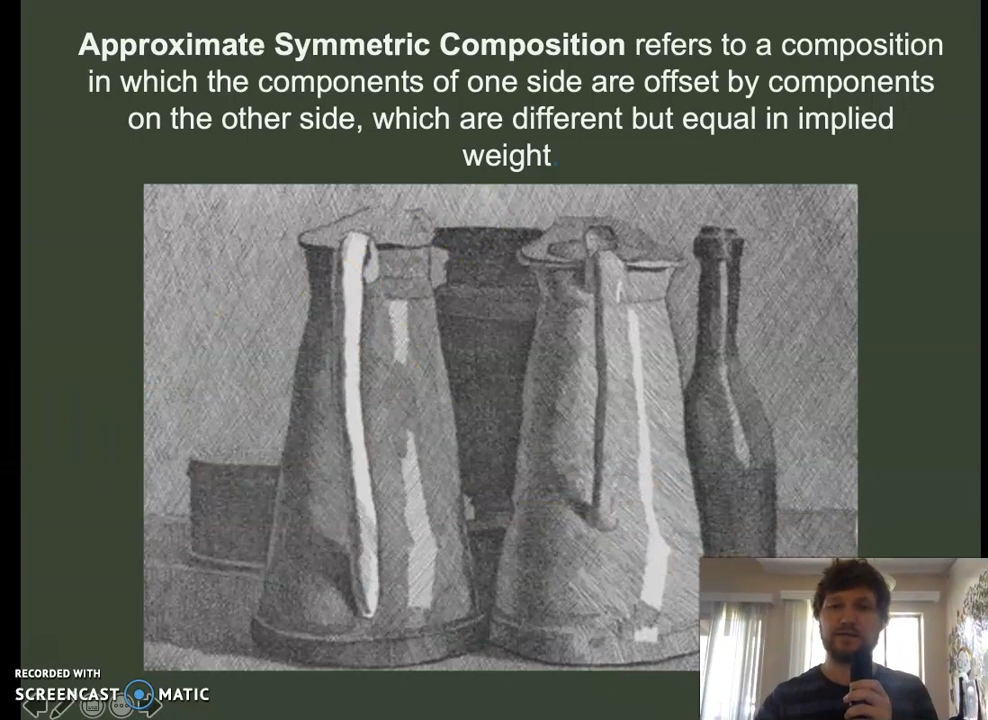 Approximate Symmetric Composition refers to a composition
in which the components of one side are offset by components
on the other side, which are different but equal in implied
weight.
RECORDED WITH
SCREENCAST MATIC